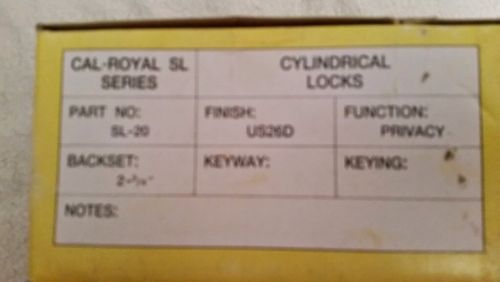 CAL-ROYAL SL
SERIES
CYLINDRICAL
LOCKS
PART NO:
SL-20
FINISH:
US26D
FUNCTION:
PRIVACY
BACKSET:
KEYWAY:
KEYING:
NOTES: